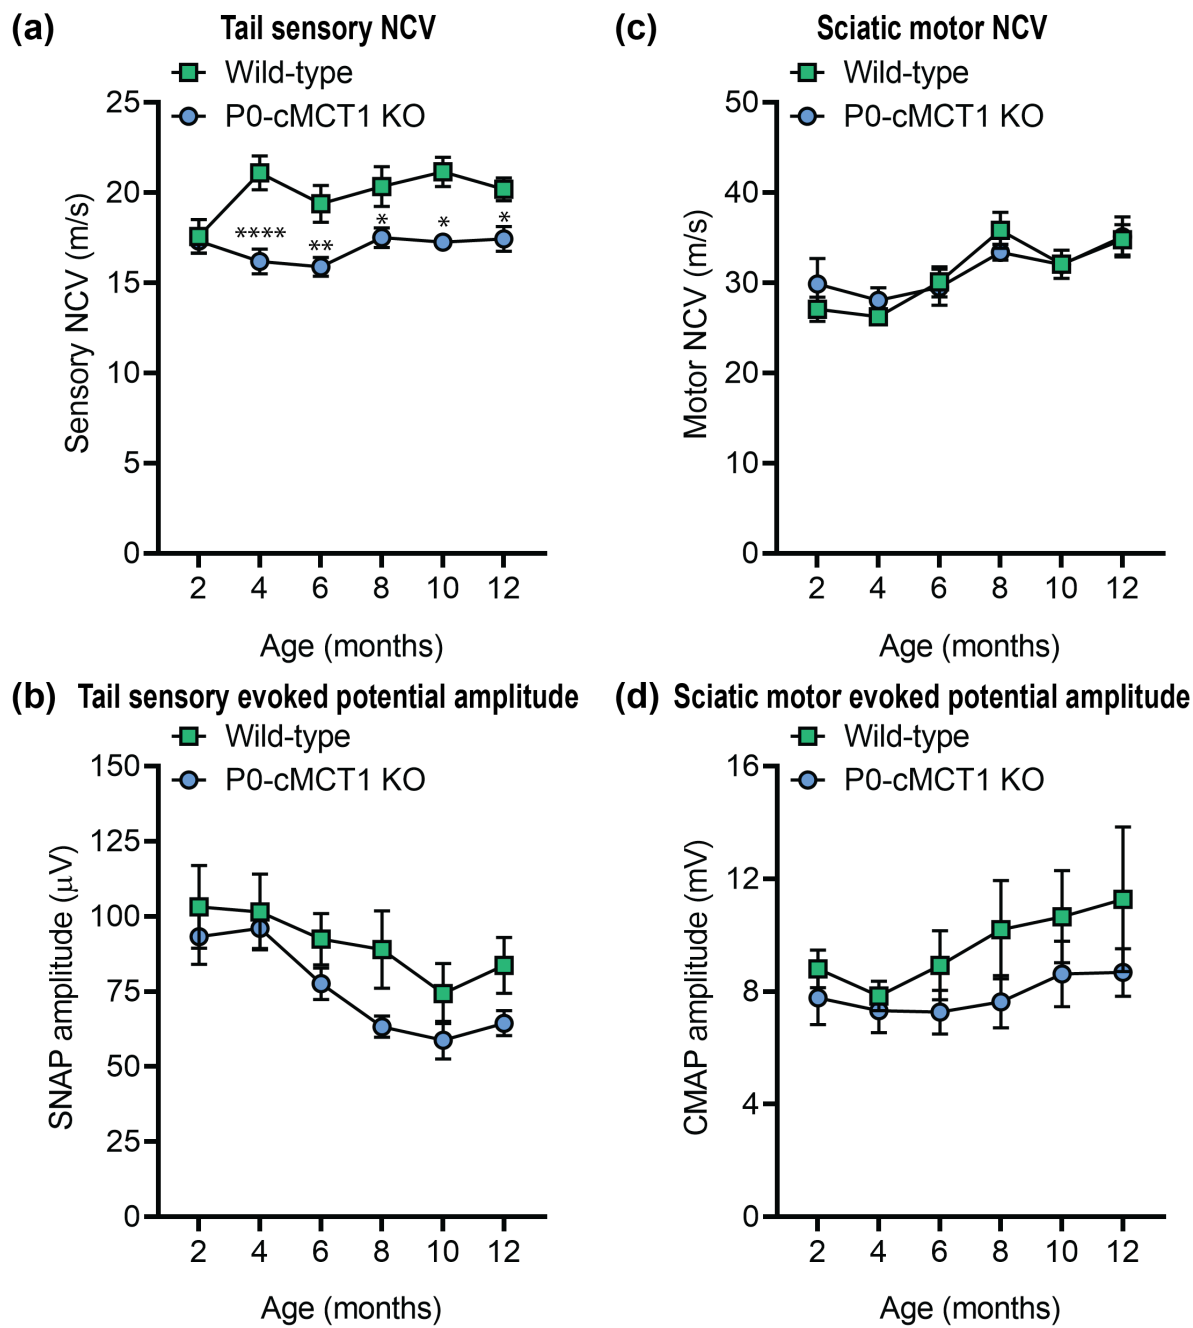 (a) Tail sensory NCV
Wild-type
P0-cMCT1 KO
25
20
15
10
5
0
Sensory NCV (m/s)
****
**
*
*
*
2 4 6 8 10 12
Age (months)
(c) Sciatic motor NCV
Wild-type
P0-cMCT1 KO
50
40
30
20
10
0
Motor NCV (m/s)
2 4 6 8 10 12
Age (months)
(b) Tail sensory evoked potential amplitude
Wild-type
P0-cMCT1 KO
150
125
100
75
50
25
0
SNAP amplitude (µV)
2 4 6 8 10 12
Age (months)
(d) Sciatic motor evoked potential amplitude
Wild-type
P0-cMCT1 KO
16
12
8
4
0
CMAP amplitude (mV)
2 4 6 8 10 12
Age (months)